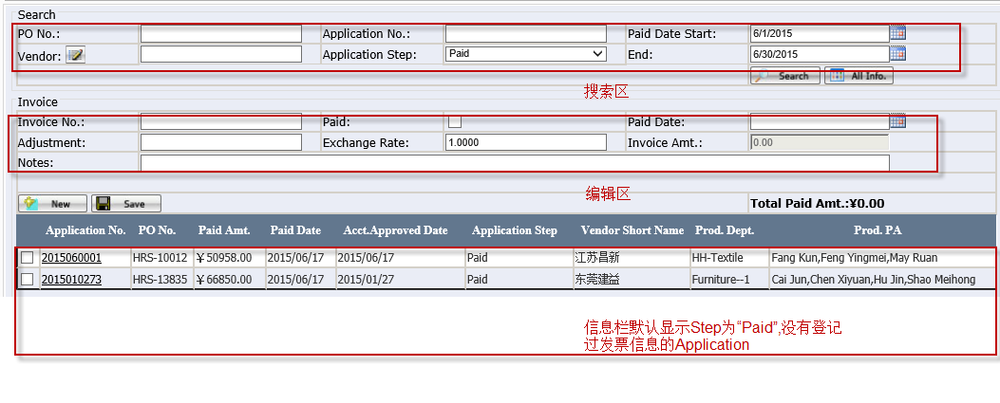 Search
PO No.: Application No.: Paid Date Start: 6/1/2015
Vendor: Application Step: Paid End: 6/30/2015
Search All Info.
搜索区
Invoice
Invoice No.: Paid: Paid Date:
Adjustment: Exchange Rate: 1.0000 Invoice Amt.: 0.00
Notes:
编辑区
New Save Total Paid Amt.:¥0.00
Application No. PO No. Paid Amt. Paid Date Acct.Approved Date Application Step Vendor Short Name Prod. Dept. Prod. PA
2015060001 HRS-10012 ￥50958.00 2015/06/17 2015/06/17 Paid 江苏昌新 HH-Textile Fang Kun,Feng Yingmei,May Ruan
2015010273 HRS-13835 ￥66850.00 2015/06/17 2015/01/27 Paid 东莞建益 Furniture--1 Cai Jun,Chen Xiyuan,Hu Jin,Shao Meihong
信息栏默认显示Step为“Paid”,没有登记
过发票信息的Application